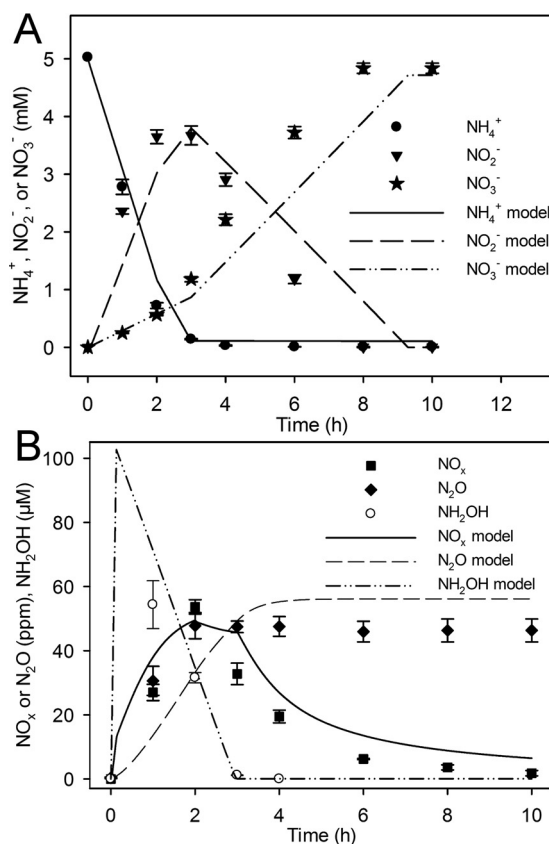 A
NH₄⁺, NO₂⁻, or NO₃⁻ (mM)
5
4
3
2
1
0
NH₄⁺
NO₂⁻
NO₃⁻
NH₄⁺ model
NO₂⁻ model
NO₃⁻ model
0 2 4 6 8 10 12
Time (h)
B
NOₓ or N₂O (ppm), NH₂OH (µM)
100
80
60
40
20
0
NOₓ
N₂O
NH₂OH
NOₓ model
N₂O model
NH₂OH model
0 2 4 6 8 10
Time (h)